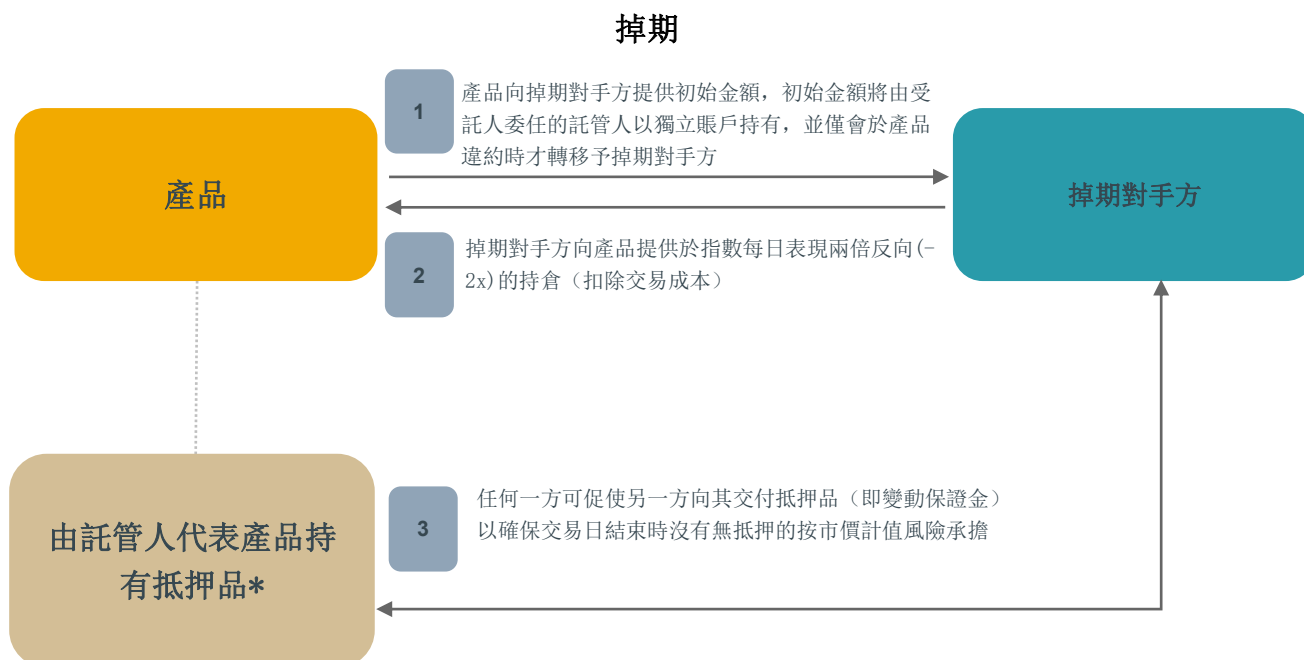 掉期
1
產品向掉期對手方提供初始金額，初始金額將由受
託人委任的託管人以獨立賬戶持有，並僅會於產品
違約時才轉移予掉期對手方
產品
掉期對手方
2
掉期對手方向產品提供於指數每日表現兩倍反向(-
2x)的持倉（扣除交易成本）
3
任何一方可促使另一方向其交付抵押品（即變動保證金）
以確保交易日結束時沒有無抵押的按市價計值風險承擔
由託管人代表產品持
有抵押品*